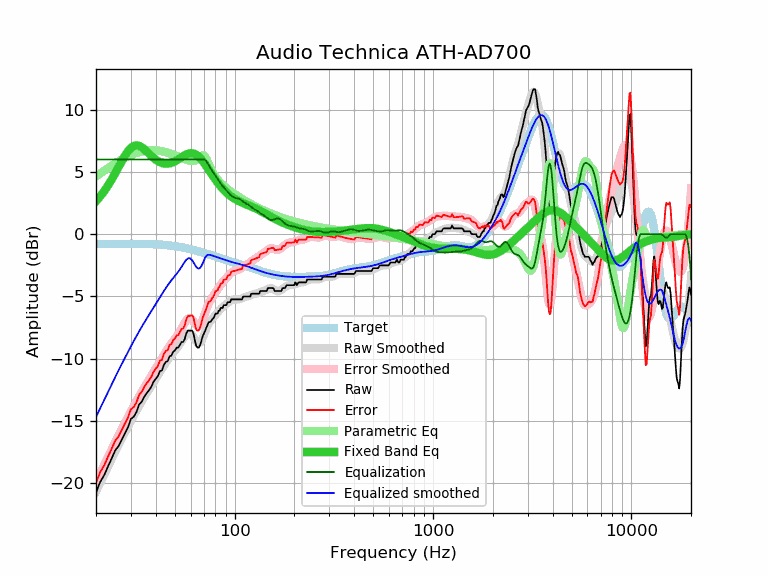 Audio Technica ATH-AD700
10
5
0
−5
−10
−15
−20
Amplitude (dBr)
Target
Raw Smoothed
Error Smoothed
Raw
Error
Parametric Eq
Fixed Band Eq
Equalization
Equalized smoothed
100 1000 10000
Frequency (Hz)